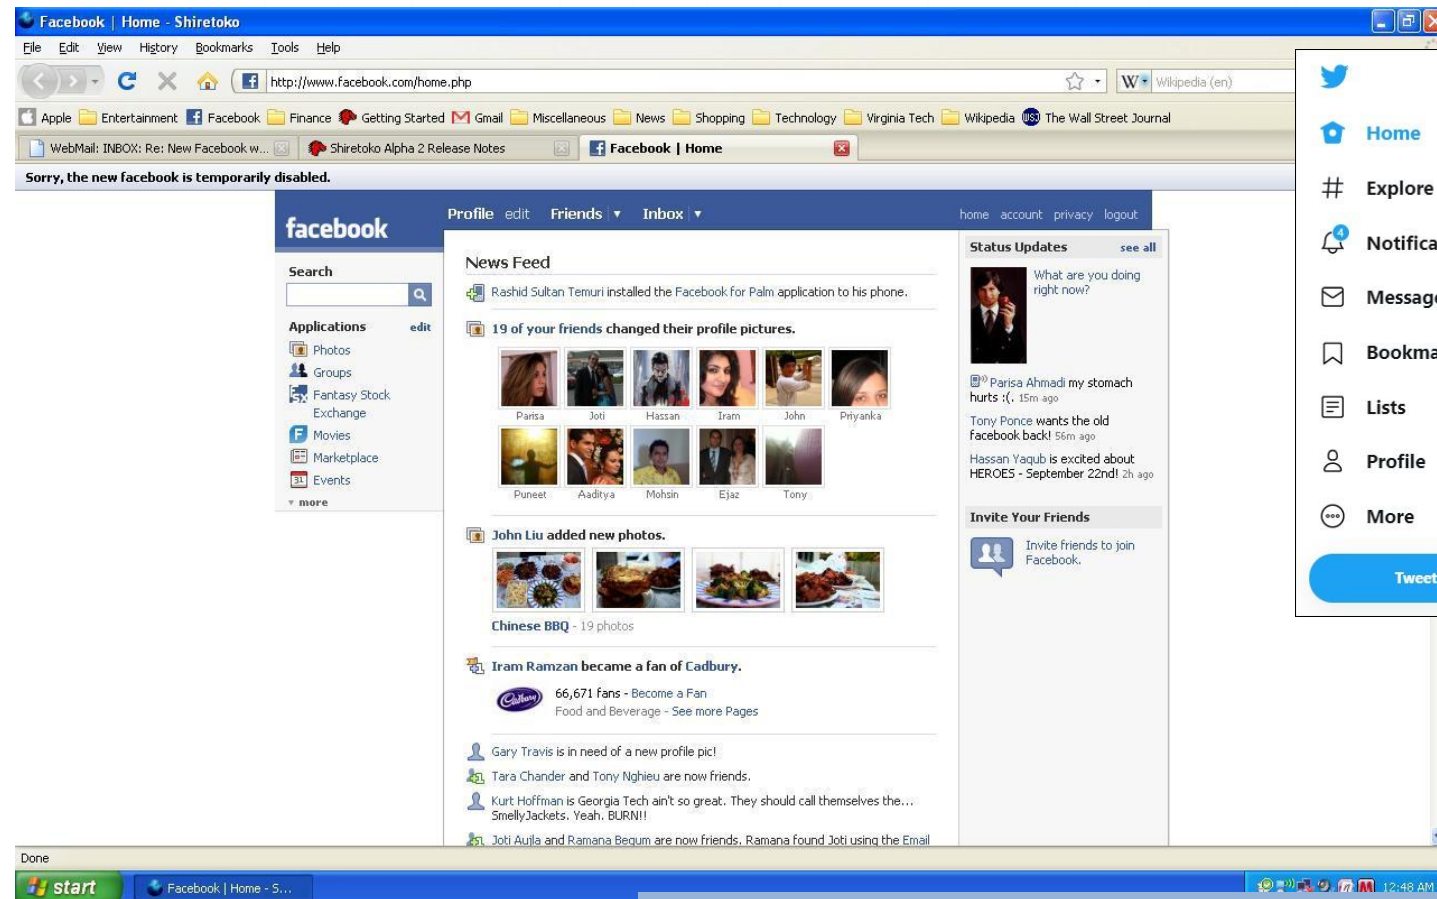 Facebook | Home - Shiretoko
File Edit View History Bookmarks Tools Help
http://www.facebook.com/home.php
W Wikipedia (en)
Apple Entertainment Facebook Finance Getting Started Gmail Miscellaneous News Shopping Technology Virginia Tech Wikipedia The Wall Street Journal
WebMail: INBOX: Re: New Facebook w... Shiretoko Alpha 2 Release Notes Facebook | Home
Sorry, the new facebook is temporarily disabled.
facebook
Profile edit Friends Inbox
home account privacy logout
Search
Applications edit
Photos
Groups
Fantasy Stock
Exchange
Movies
Marketplace
31 Events
more
News Feed
Rashid Sultan Temuri installed the Facebook for Palm application to his phone.
19 of your friends changed their profile pictures.
Parisa Joti Hassan Iram John Priyanka
Puneet Aaditya Mohsin Ejaz Tony
John Liu added new photos.
Chinese BBQ - 19 photos
Iram Ramzan became a fan of Cadbury.
Cadbury
66,671 fans - Become a Fan
Food and Beverage - See more Pages
Gary Travis is in need of a new profile pic!
Tara Chander and Tony Nghieu are now friends.
Kurt Hoffman is Georgia Tech ain't so great. They should call themselves the...
SmellyJackets. Yeah. BURN!!
Joti Aujla and Ramana Begum are now friends. Ramana found Joti using the Email
Status Updates see all
What are you doing
right now?
Parisa Ahmadi my stomach
hurts :(. 15m ago
Tony Ponce wants the old
facebook back! 56m ago
Hassan Yaqub is excited about
HEROES - September 22nd! 2h ago
Invite Your Friends
Invite friends to join
Facebook.
Home
Explore
4
Notifica
Message
Bookma
Lists
Profile
More
Tweet
Done
start Facebook | Home - S...
12:48 AM